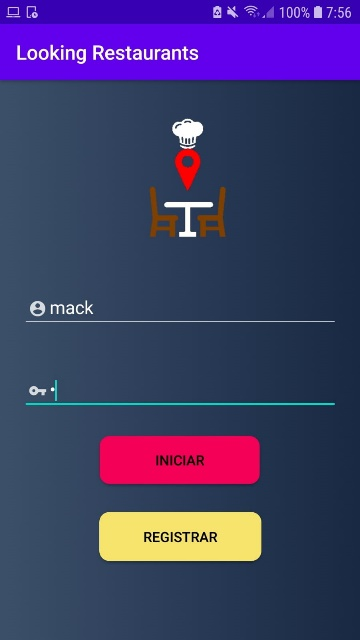 100% 7:56
Looking Restaurants
mack
INICIAR
REGISTRAR